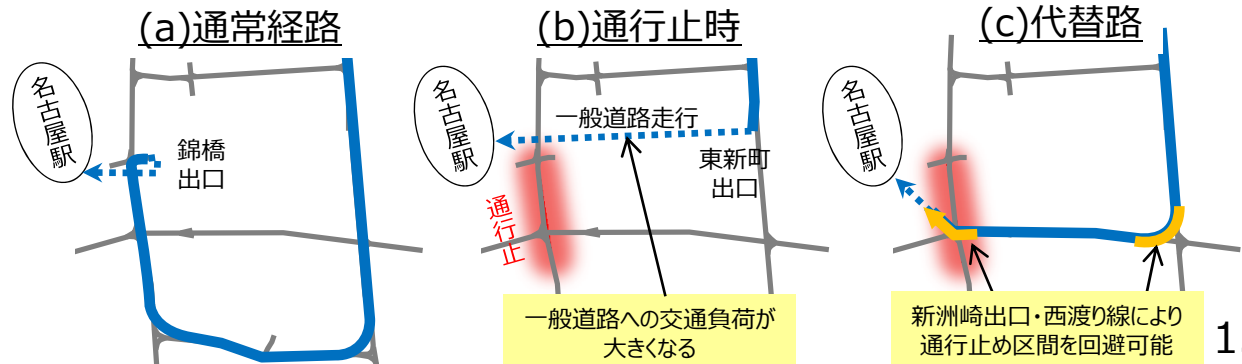 (a)通常経路
名古屋駅
錦橋
出口
(b)通行止時
名古屋駅
一般道路走行
東新町
出口
通行止
一般道路への交通負荷が
大きくなる
(c)代替路
名古屋駅
新洲崎出口・西渡り線により
通行止め区間を回避可能
1